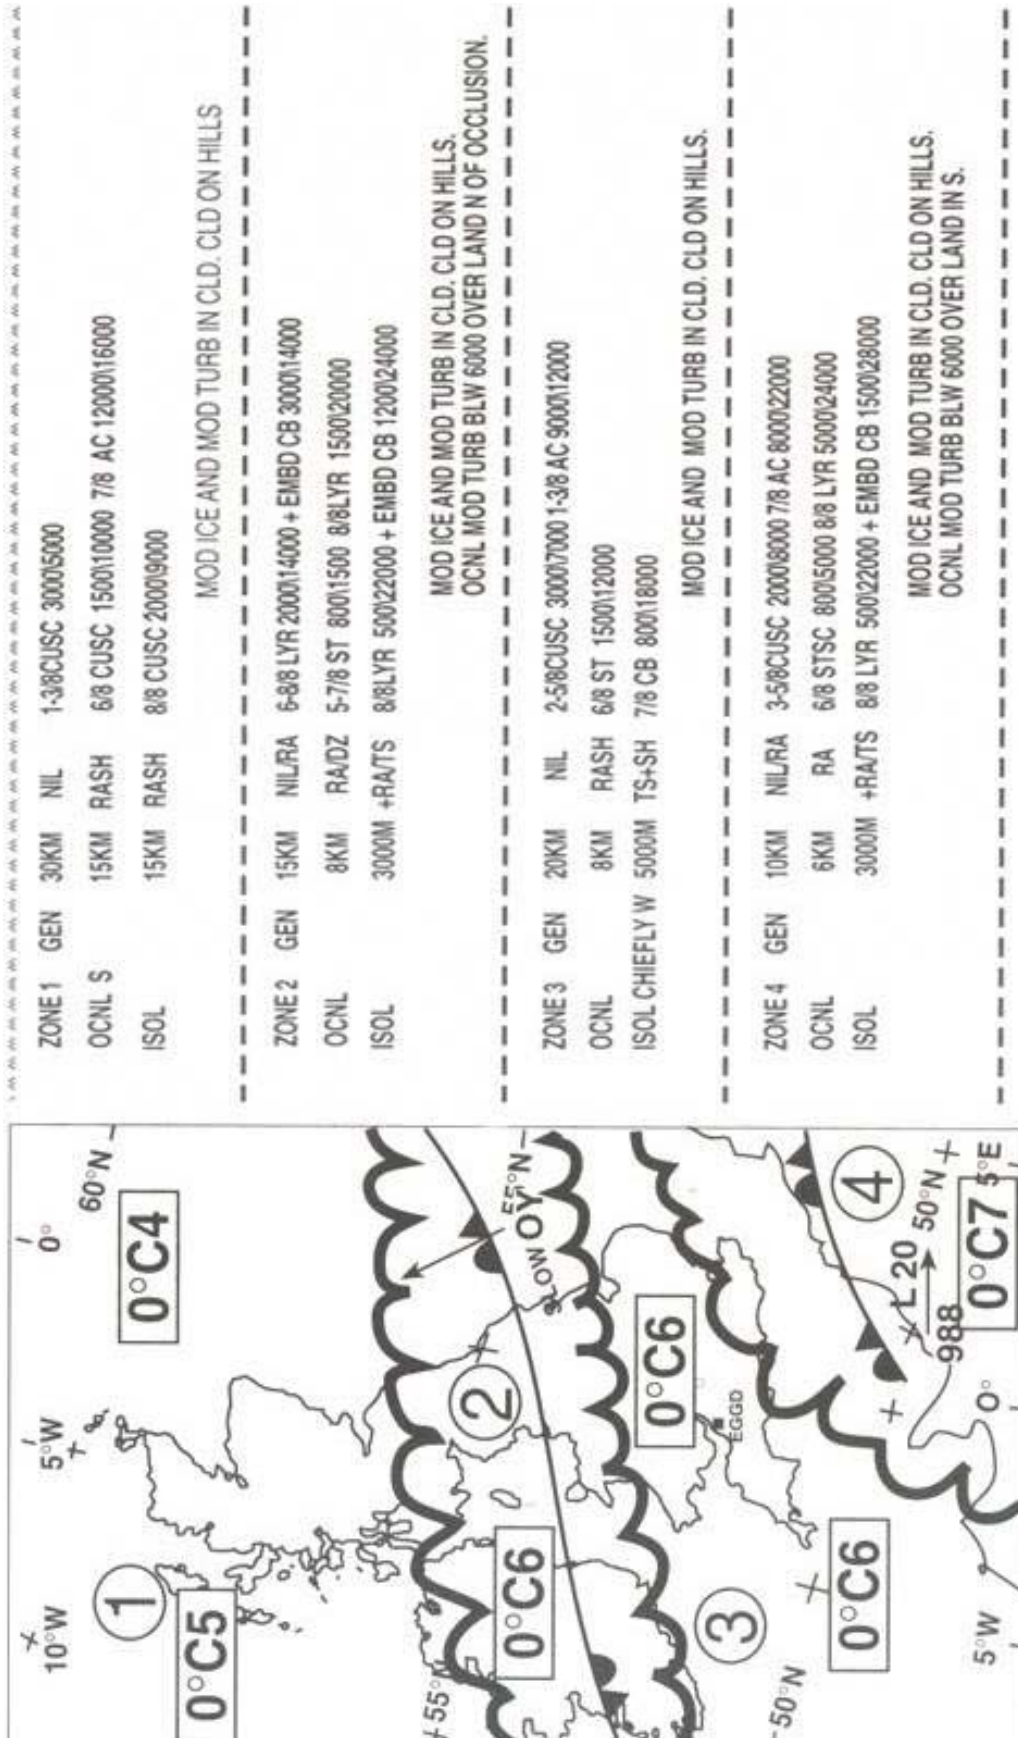 ZONE 1 GEN 30KM NIL 1-3/8CUSC 3000\5000
OCNL S 15KM RASH 6/8 CUSC 1500\10000 7/8 AC 12000\16000
ISOL 15KM RASH 8/8 CUSC 2000\9000
MOD ICE AND MOD TURB IN CLD. CLD ON HILLS
ZONE 2 GEN 15KM NIL/RA 6-8/8 LYR 2000\14000 + EMBD CB 3000\14000
OCNL 8KM RA/DZ 5-7/8 ST 800\1500 8/8LYR 1500\20000
ISOL 3000M +RA/TS 8/8LYR 500\22000 + EMBD CB 1200\24000
MOD ICE AND MOD TURB IN CLD. CLD ON HILLS.
OCNL MOD TURB BLW 6000 OVER LAND N OF OCCLUSION.
ZONE 3 GEN 20KM NIL 2-5/8CUSC 3000\7000 1-3/8 AC 9000\12000
OCNL 8KM RASH 6/8 ST 1500\12000
ISOL CHIEFLY W 5000M TS+SH 7/8 CB 800\18000
MOD ICE AND MOD TURB IN CLD. CLD ON HILLS.
ZONE 4 GEN 10KM NIL/RA 3-5/8CUSC 2000\8000 7/8 AC 8000\22000
OCNL 6KM RA 6/8 STSC 800\5000 8/8 LYR 5000\24000
ISOL 3000M +RA/TS 8/8 LYR 500\22000 + EMBD CB 1500\28000
MOD ICE AND MOD TURB IN CLD. CLD ON HILLS.
OCNL MOD TURB BLW 6000 OVER LAND IN S.
10°W
5°W
0°
60°N
1
0°C4
0°C5
55°
2
0°C6
SLOW
OY
55°N
0°C6
EGGD
3
50°N
0°C6
4
L 20
988
50°N
0°C7
5°W
0°
5°E